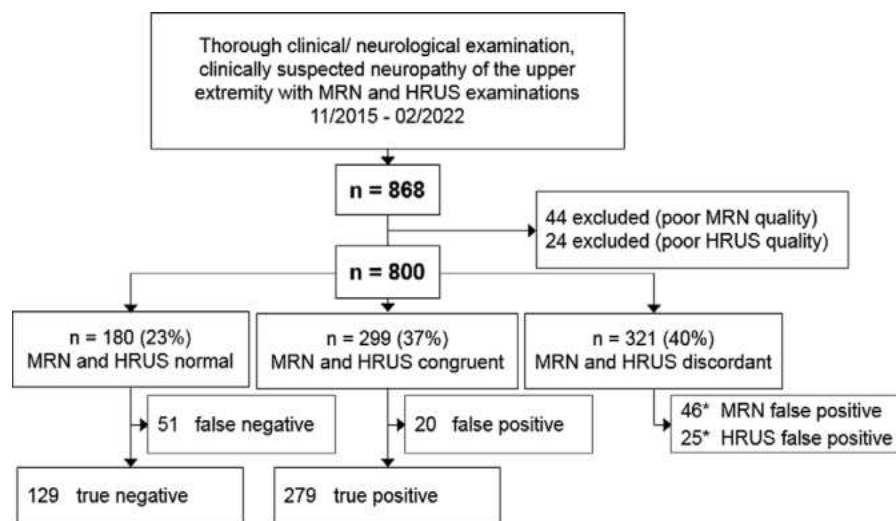 Thorough clinical/ neurological examination,
clinically suspected neuropathy of the upper
extremity with MRN and HRUS examinations
11/2015 - 02/2022
n = 868
44 excluded (poor MRN quality)
24 excluded (poor HRUS quality)
n = 800
n = 180 (23%)
MRN and HRUS normal
n = 299 (37%)
MRN and HRUS congruent
n = 321 (40%)
MRN and HRUS discordant
51 false negative
20 false positive
46* MRN false positive
25* HRUS false positive
129 true negative
279 true positive